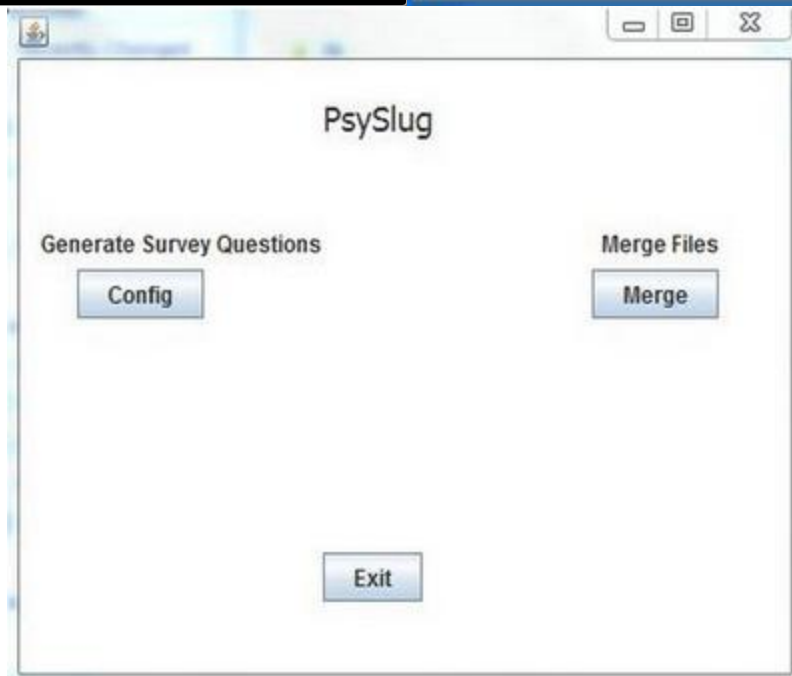 PsySlug
Generate Survey Questions
Merge Files
Config
Merge
Exit